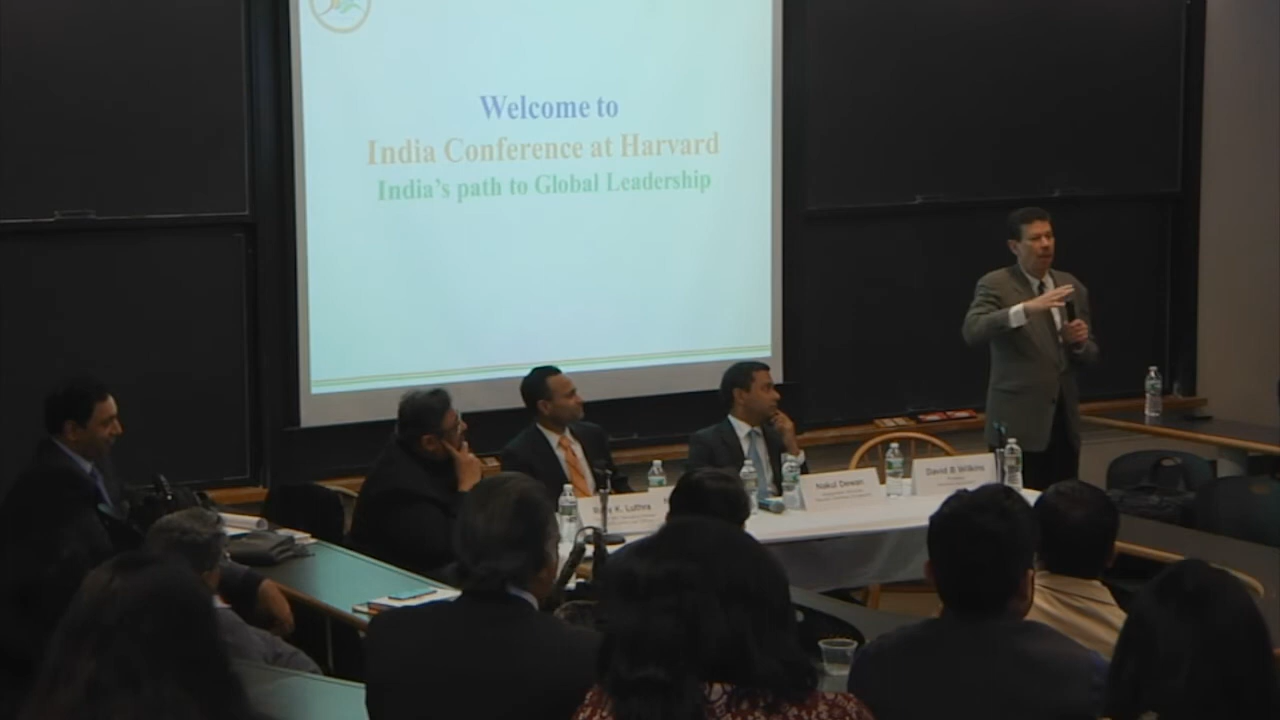 Welcome to
India Conference at Harvard
India's path to Global Leadership
K. Luthra
Nakul Dewan
David B Wilkins